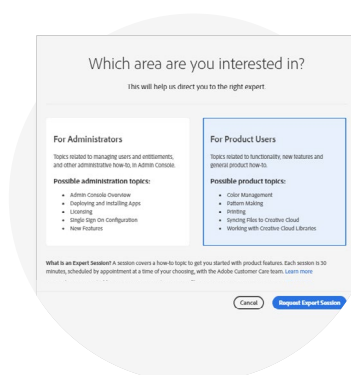 Which area are you interested in?
This will help us direct you to the right expert.
For Administrators
Topics related to managing users and entitlements,
and other administrative how-to, in Admin Console.
Possible administration topics:
• Admin Console Overview
• Deploying and Installing Apps
• Licensing
• Single Sign On Configuration
• New Features
For Product Users
Topics related to functionality, new features and
general product how-to.
Possible product topics:
• Color Management
• Pattern Making
• Printing
• Syncing Files to Creative Cloud
• Working with Creative Cloud Libraries
What is an Expert Session? A session covers a how-to topic to get you started with product features. Each session is 30
minutes, scheduled by appointment at a time of your choosing, with the Adobe Customer Care team. Learn more
Cancel
Request Expert Session